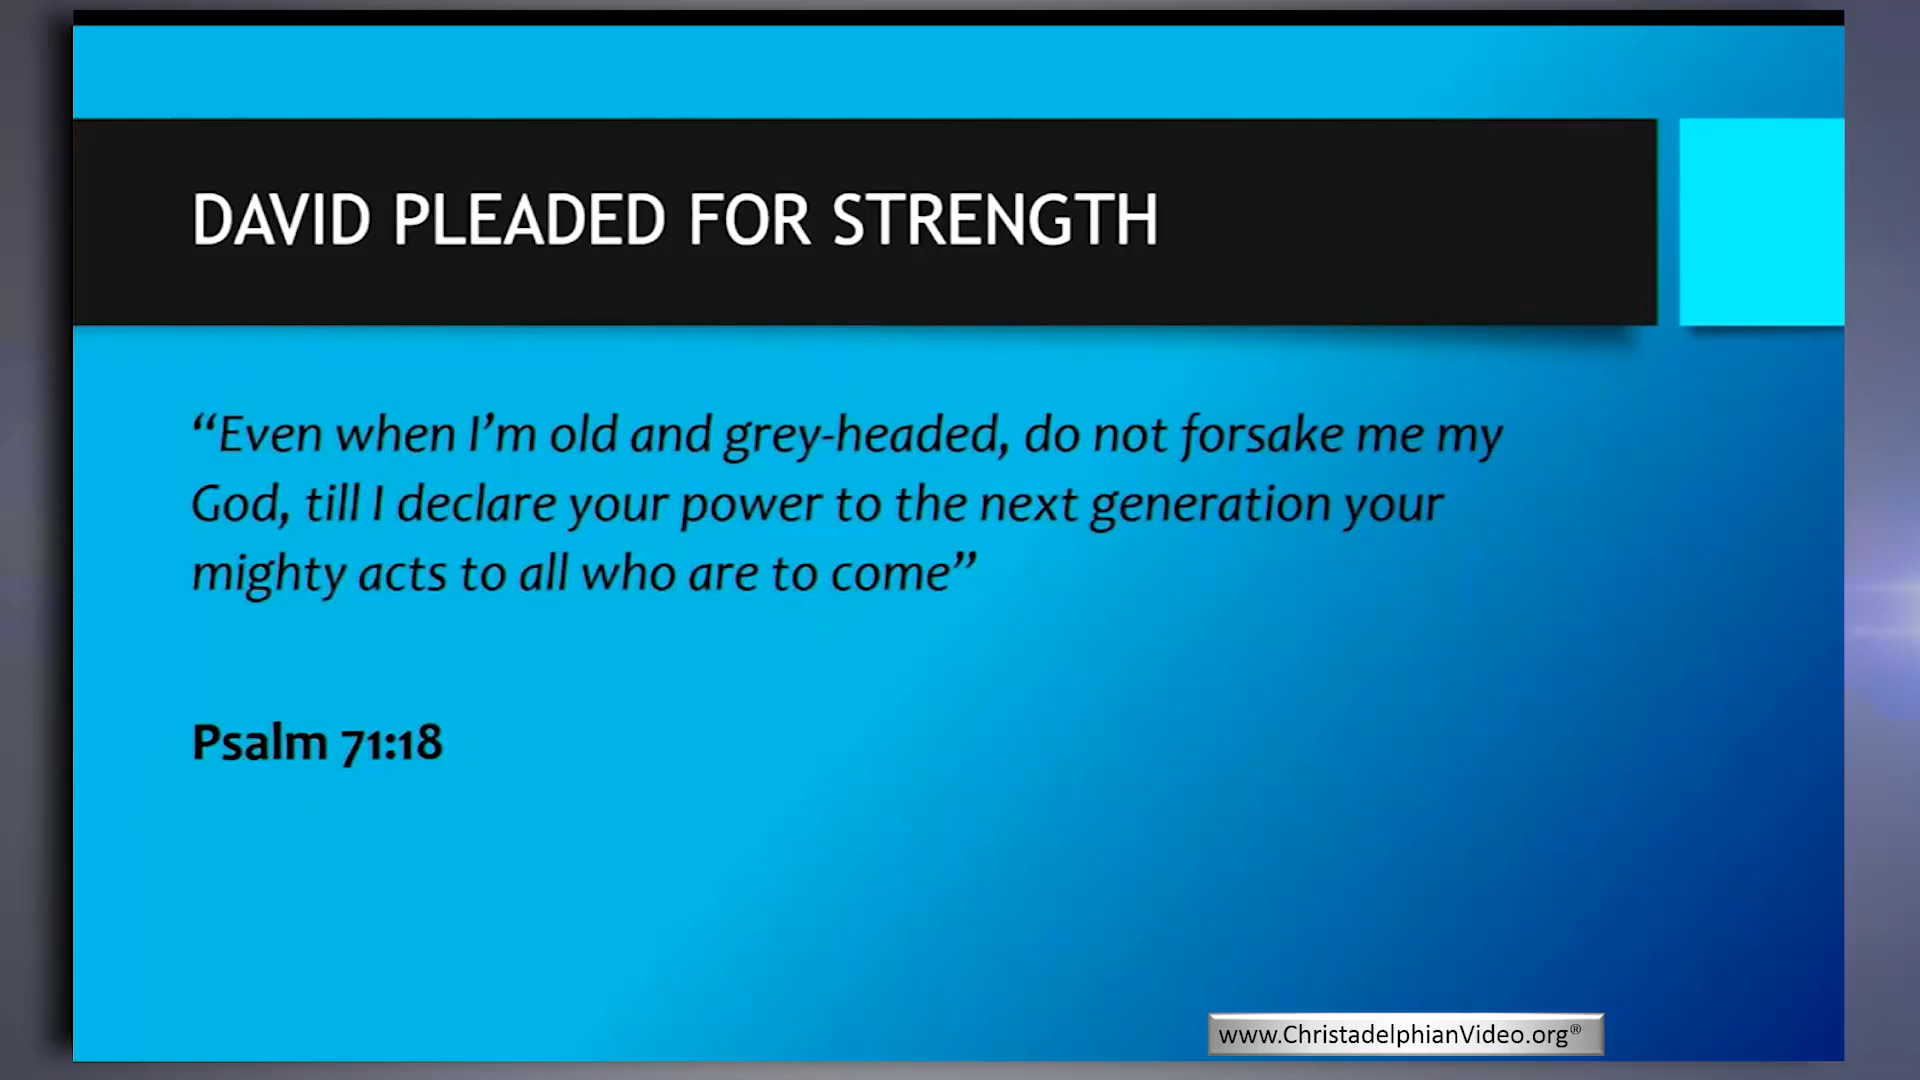 DAVID PLEADED FOR STRENGTH
“Even when I’m old and grey-headed, do not forsake me my
God, till I declare your power to the next generation your
mighty acts to all who are to come”
Psalm 71:18
www.ChristadelphianVideo.org®